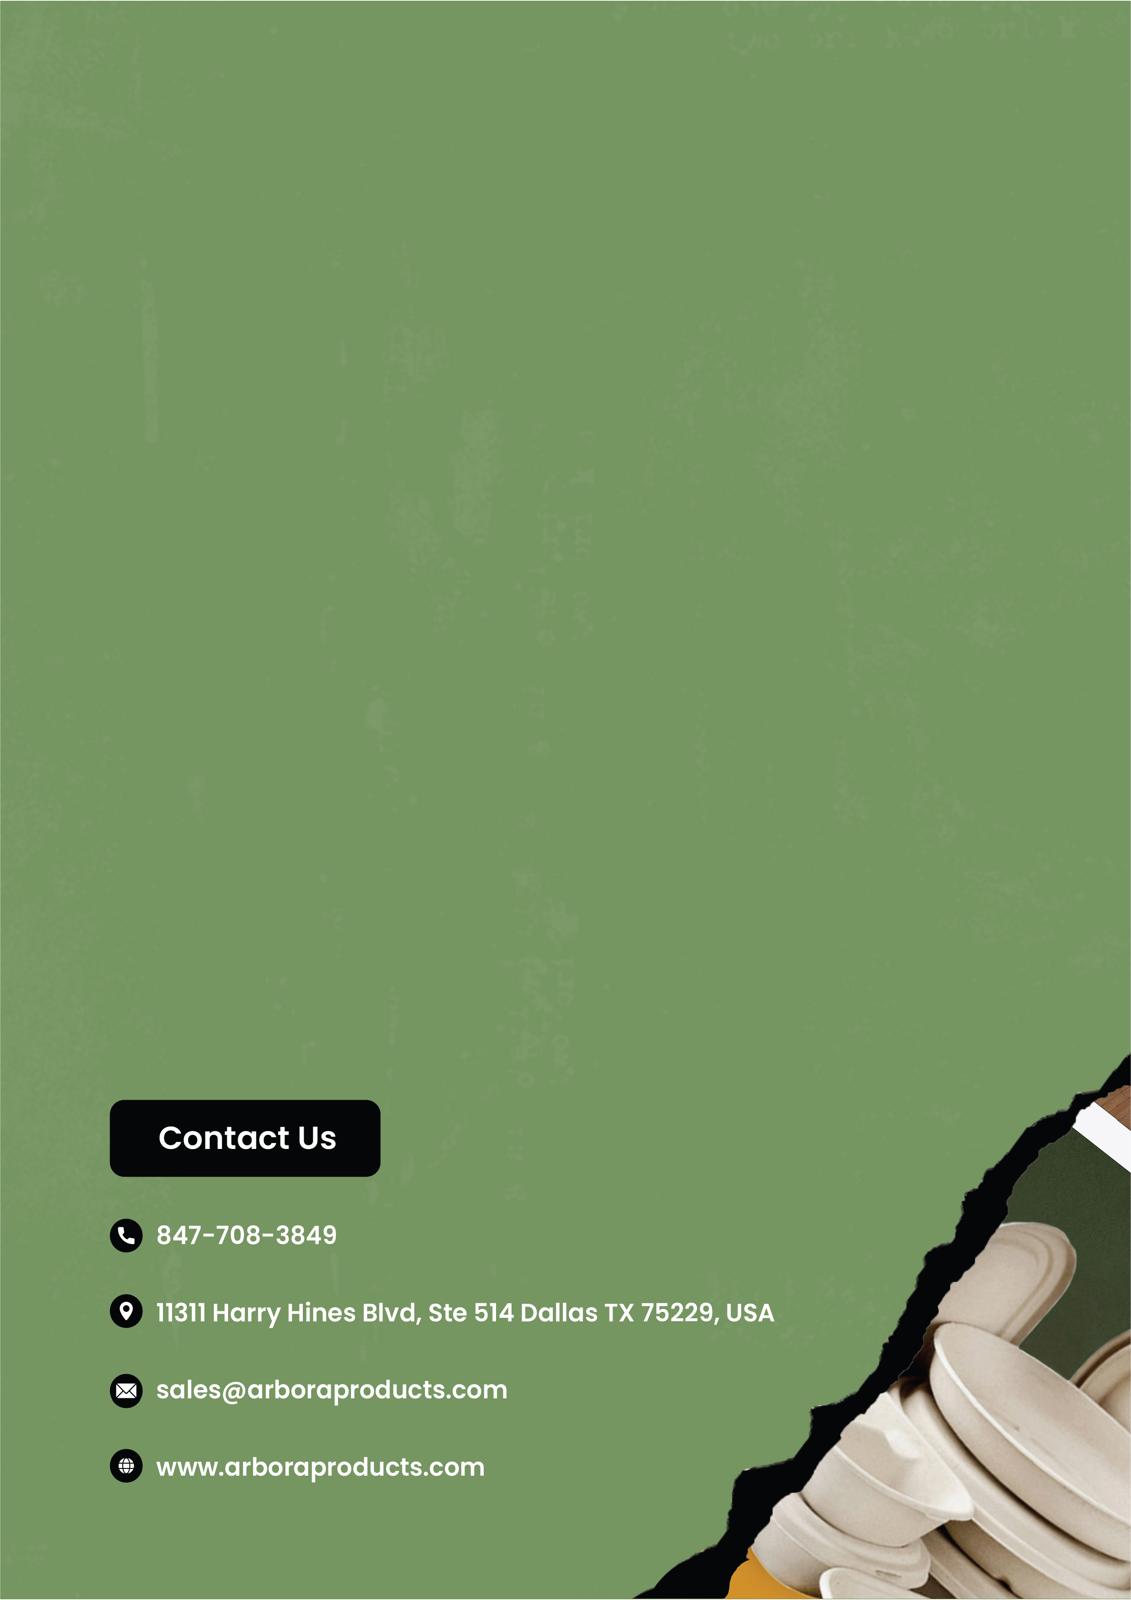 Contact Us
847-708-3849
11311 Harry Hines Blvd, Ste 514 Dallas TX 75229, USA
sales@arboraproducts.com
www.arboraproducts.com